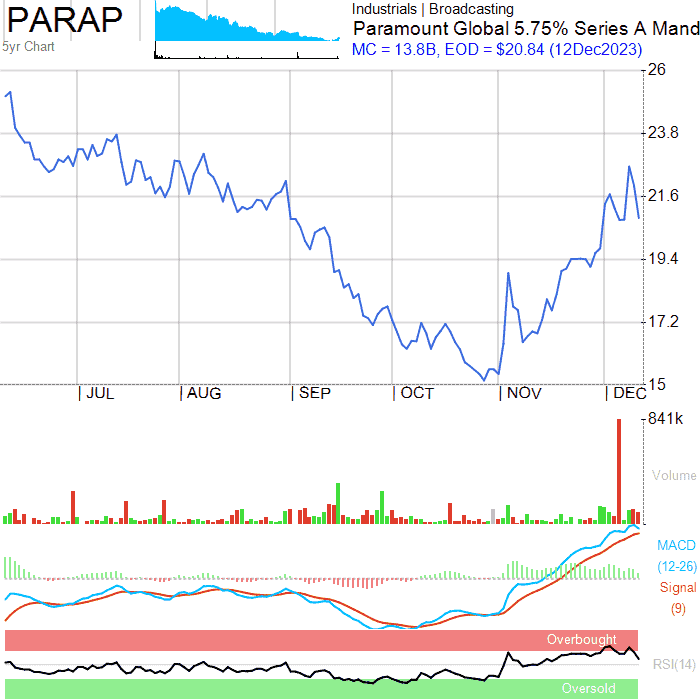 PARAP
5yr Chart
Industrials | Broadcasting
Paramount Global 5.75% Series A Mand
MC = 13.8B, EOD = $20.84 (12Dec2023)
26
23.8
21.6
19.4
17.2
15
| JUL | AUG | SEP | OCT | NOV | DEC
841k
Volume
MACD
(12-26)
Signal
(9)
Overbought
RSI(14)
Oversold